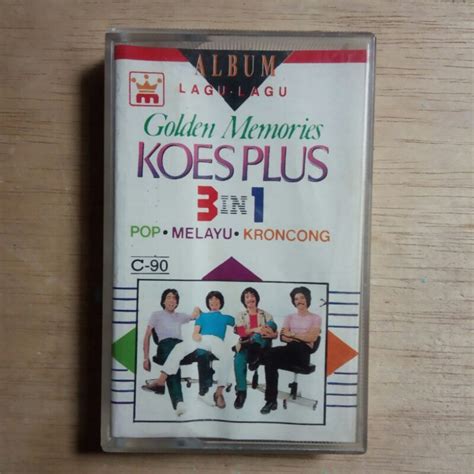 ALBUM
LAGU-LAGU
Golden Memories
KOES PLUS
3 IN 1
POP • MELAYU • KRONCONG
C-90